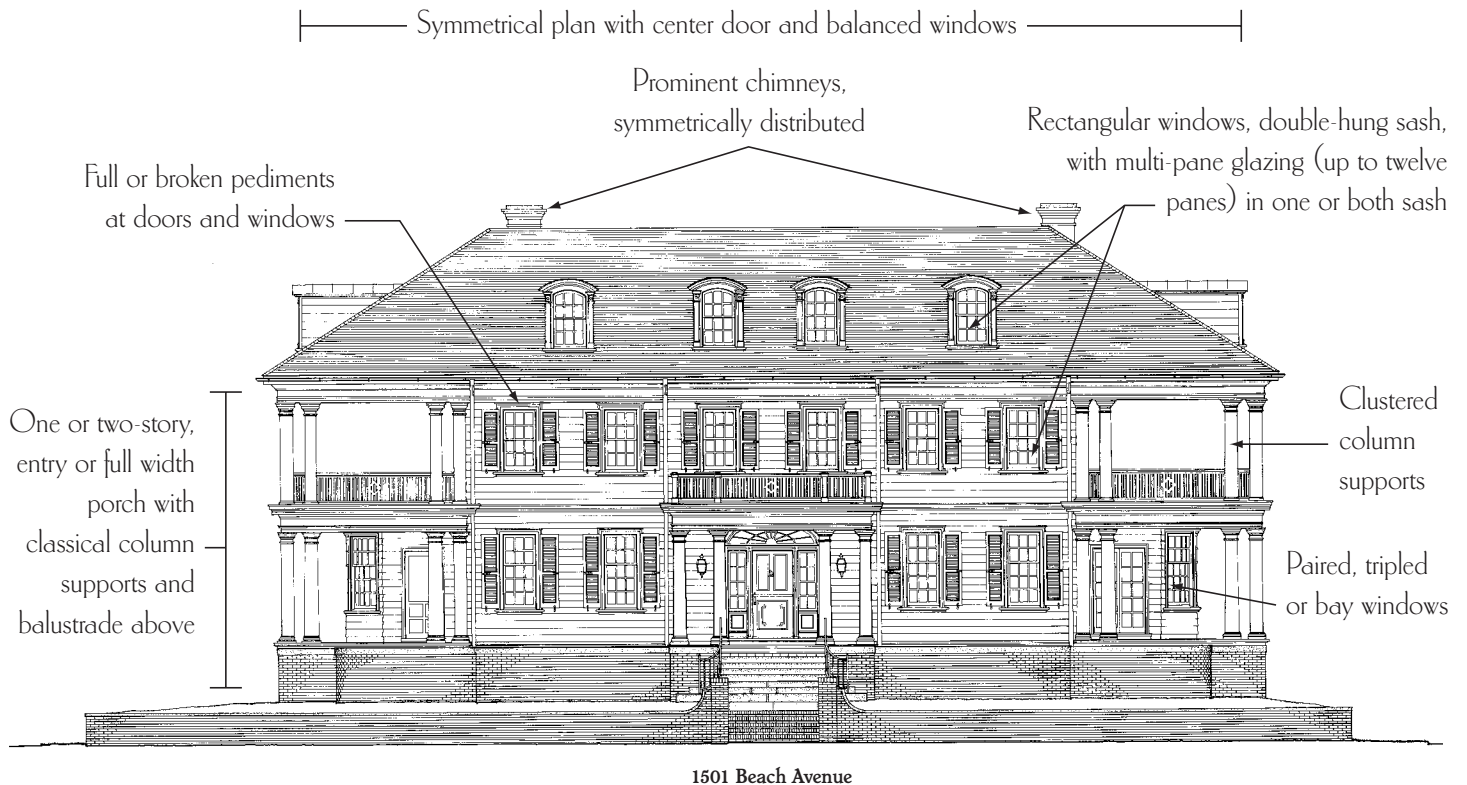 Symmetrical plan with center door and balanced windows
Prominent chimneys,
symmetrically distributed
Rectangular windows, double-hung sash,
with multi-pane glazing (up to twelve
panes) in one or both sash
Full or broken pediments
at doors and windows
One or two-story,
entry or full width
porch with
classical column
supports and
balustrade above
Clustered
column
supports
Paired, tripled
or bay windows
1501 Beach Avenue